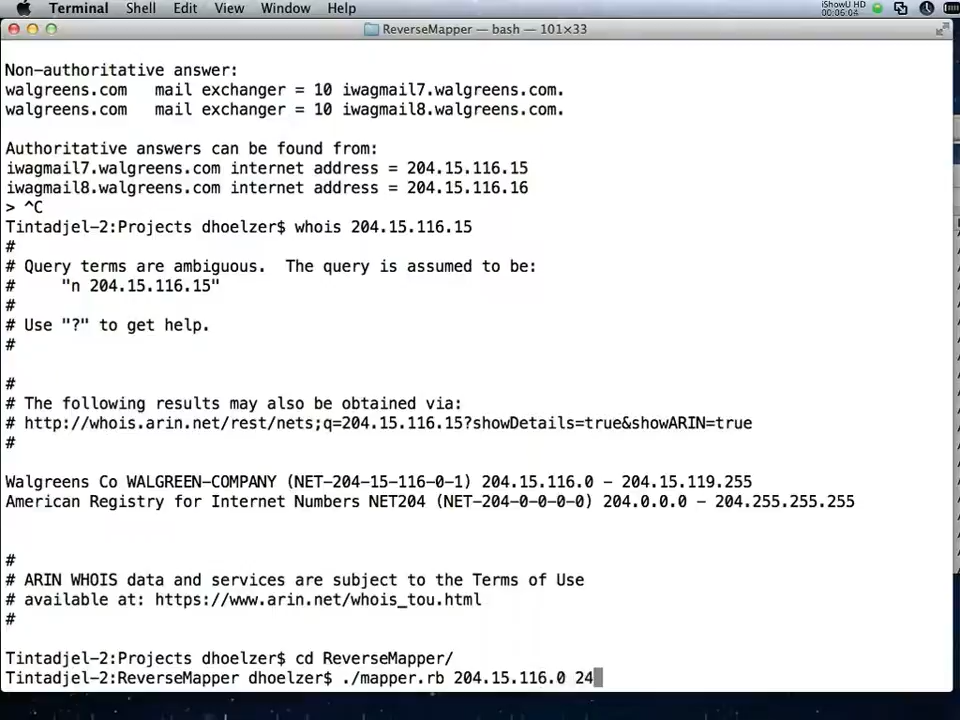 Terminal Shell Edit View Window Help iShowU HD
00:06:04
ReverseMapper — bash — 101×33
Non-authoritative answer:
walgreens.com mail exchanger = 10 iwagmail7.walgreens.com.
walgreens.com mail exchanger = 10 iwagmail8.walgreens.com.
Authoritative answers can be found from:
iwagmail7.walgreens.com internet address = 204.15.116.15
iwagmail8.walgreens.com internet address = 204.15.116.16
> ^C
Tintadjel-2:Projects dhoelzer$ whois 204.15.116.15
#
# Query terms are ambiguous.  The query is assumed to be:
#     "n 204.15.116.15"
#
# Use "?" to get help.
#
#
# The following results may also be obtained via:
# http://whois.arin.net/rest/nets;q=204.15.116.15?showDetails=true&showARIN=true
#
Walgreens Co WALGREEN-COMPANY (NET-204-15-116-0-1) 204.15.116.0 - 204.15.119.255
American Registry for Internet Numbers NET204 (NET-204-0-0-0-0) 204.0.0.0 - 204.255.255.255
#
# ARIN WHOIS data and services are subject to the Terms of Use
# available at: https://www.arin.net/whois_tou.html
#
Tintadjel-2:Projects dhoelzer$ cd ReverseMapper/
Tintadjel-2:ReverseMapper dhoelzer$ ./mapper.rb 204.15.116.0 24